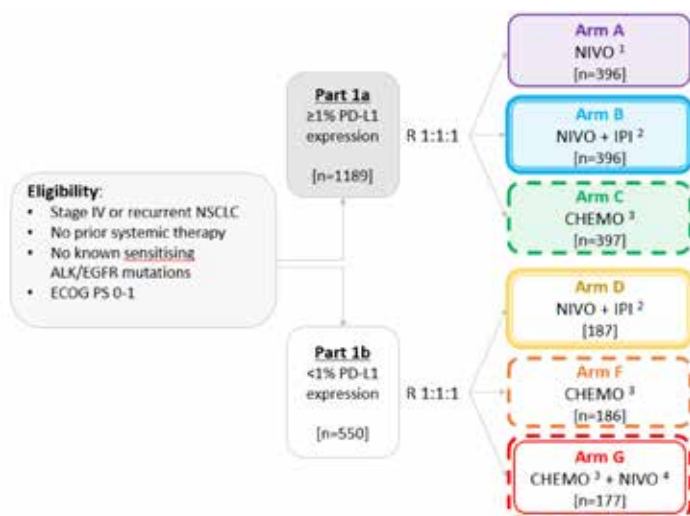 Eligibility:
• Stage IV or recurrent NSCLC
• No prior systemic therapy
• No known sensitising
ALK/EGFR mutations
• ECOG PS 0-1
Part 1a
≥1% PD-L1
expression
[n=1189]
R 1:1:1
Arm A
NIVO ¹
[n=396]
Arm B
NIVO + IPI ²
[n=396]
Arm C
CHEMO ³
[n=397]
Part 1b
<1% PD-L1
expression
[n=550]
R 1:1:1
Arm D
NIVO + IPI ²
[187]
Arm F
CHEMO ³
[n=186]
Arm G
CHEMO ³ + NIVO ⁴
[n=177]